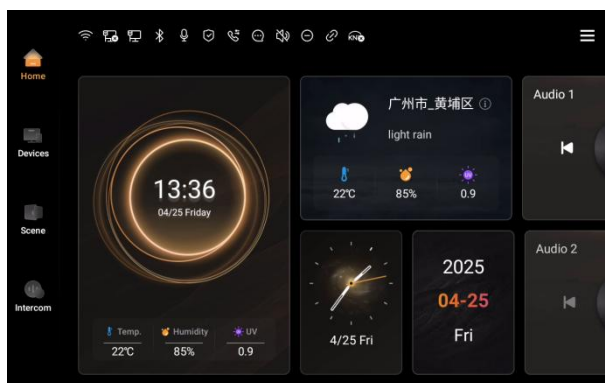 KNX
Home
Devices
Scene
Intercom
13:36
04/25 Friday
Temp.
Humidity
UV
22℃
85%
0.9
广州市_黄埔区
light rain
UV
22℃
85%
0.9
4/25 Fri
2025
04-25
Fri
Audio 1
Audio 2